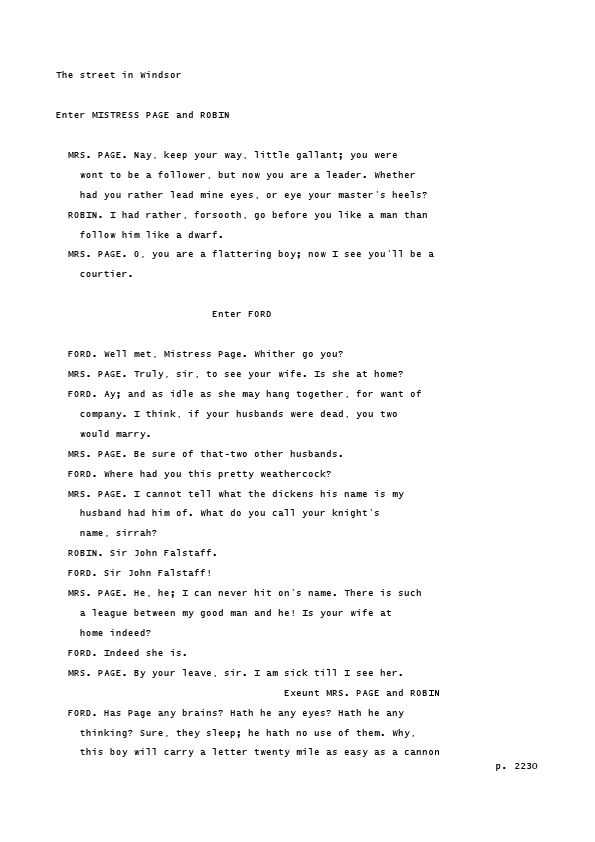 The street in Windsor
Enter MISTRESS PAGE and ROBIN
MRS. PAGE. Nay, keep your way, little gallant; you were
wont to be a follower, but now you are a leader. Whether
had you rather lead mine eyes, or eye your master's heels?
ROBIN. I had rather, forsooth, go before you like a man than
follow him like a dwarf.
MRS. PAGE. O, you are a flattering boy; now I see you'll be a
courtier.
Enter FORD
FORD. Well met, Mistress Page. Whither go you?
MRS. PAGE. Truly, sir, to see your wife. Is she at home?
FORD. Ay; and as idle as she may hang together, for want of
company. I think, if your husbands were dead, you two
would marry.
MRS. PAGE. Be sure of that-two other husbands.
FORD. Where had you this pretty weathercock?
MRS. PAGE. I cannot tell what the dickens his name is my
husband had him of. What do you call your knight's
name, sirrah?
ROBIN. Sir John Falstaff.
FORD. Sir John Falstaff!
MRS. PAGE. He, he; I can never hit on's name. There is such
a league between my good man and he! Is your wife at
home indeed?
FORD. Indeed she is.
MRS. PAGE. By your leave, sir. I am sick till I see her.
Exeunt MRS. PAGE and ROBIN
FORD. Has Page any brains? Hath he any eyes? Hath he any
thinking? Sure, they sleep; he hath no use of them. Why,
this boy will carry a letter twenty mile as easy as a cannon
p. 2230